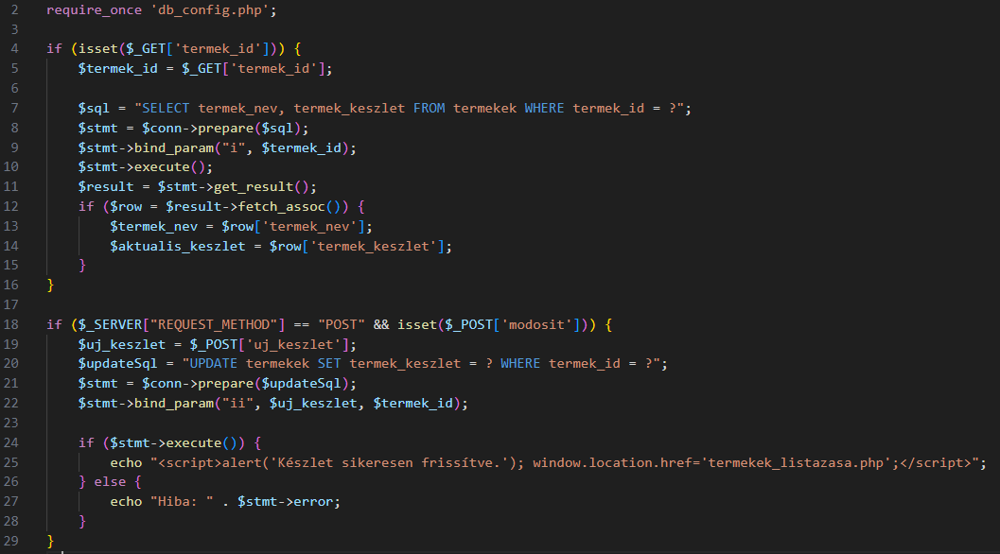 2 require_once 'db_config.php';
3
4 if (isset($_GET['termek_id'])) {
5     $termek_id = $_GET['termek_id'];
6
7     $sql = "SELECT termek_nev, termek_keszlet FROM termekek WHERE termek_id = ?";
8     $stmt = $conn->prepare($sql);
9     $stmt->bind_param("i", $termek_id);
10     $stmt->execute();
11     $result = $stmt->get_result();
12     if ($row = $result->fetch_assoc()) {
13         $termek_nev = $row['termek_nev'];
14         $aktualis_keszlet = $row['termek_keszlet'];
15     }
16 }
17
18 if ($_SERVER["REQUEST_METHOD"] == "POST" && isset($_POST['modosit'])) {
19     $uj_keszlet = $_POST['uj_keszlet'];
20     $updateSql = "UPDATE termekek SET termek_keszlet = ? WHERE termek_id = ?";
21     $stmt = $conn->prepare($updateSql);
22     $stmt->bind_param("ii", $uj_keszlet, $termek_id);
23
24     if ($stmt->execute()) {
25         echo "<script>alert('Készlet sikeresen frissítve.'); window.location.href='termekek_listazasa.php';</script>";
26     } else {
27         echo "Hiba: " . $stmt->error;
28     }
29 }